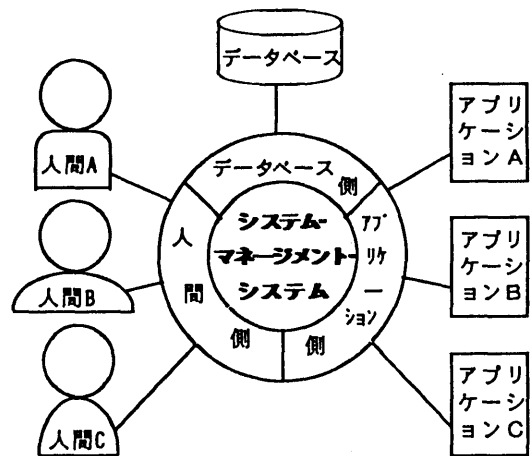 データベース
人間A
人間B
人間C
データベース側
人間側
アプリケーション側
システム・
マネージメント・
システム
アプリ
ケーシ
ョンA
アプリ
ケーシ
ョンB
アプリ
ケーシ
ョンC